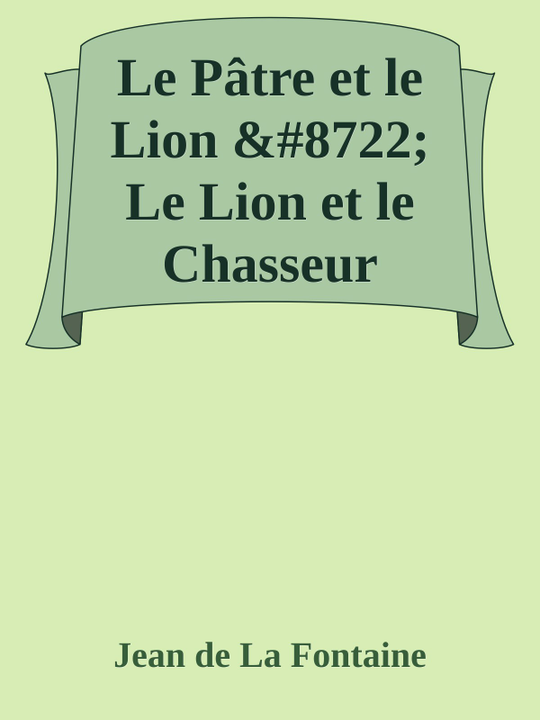 Le Pâtre et le
Lion &#8722;
Le Lion et le
Chasseur
Jean de La Fontaine